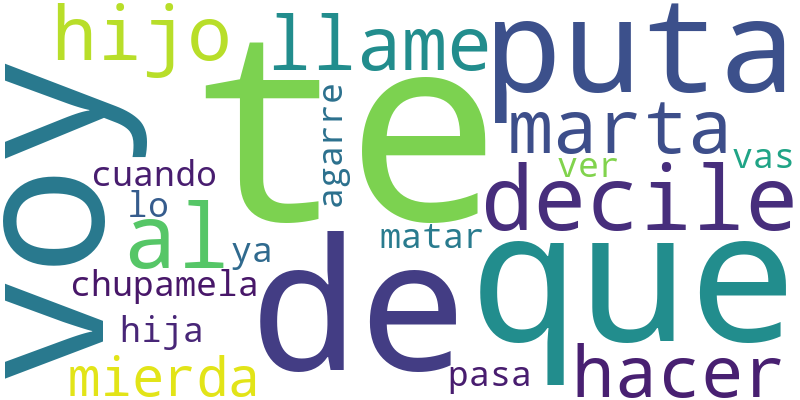 hijo
llame
puta
te
voy
agarre
marta
ver
vas
cuando
lo
decile
al
ya
matar
chupamela
de
que
hija
mierda
pasa
hacer